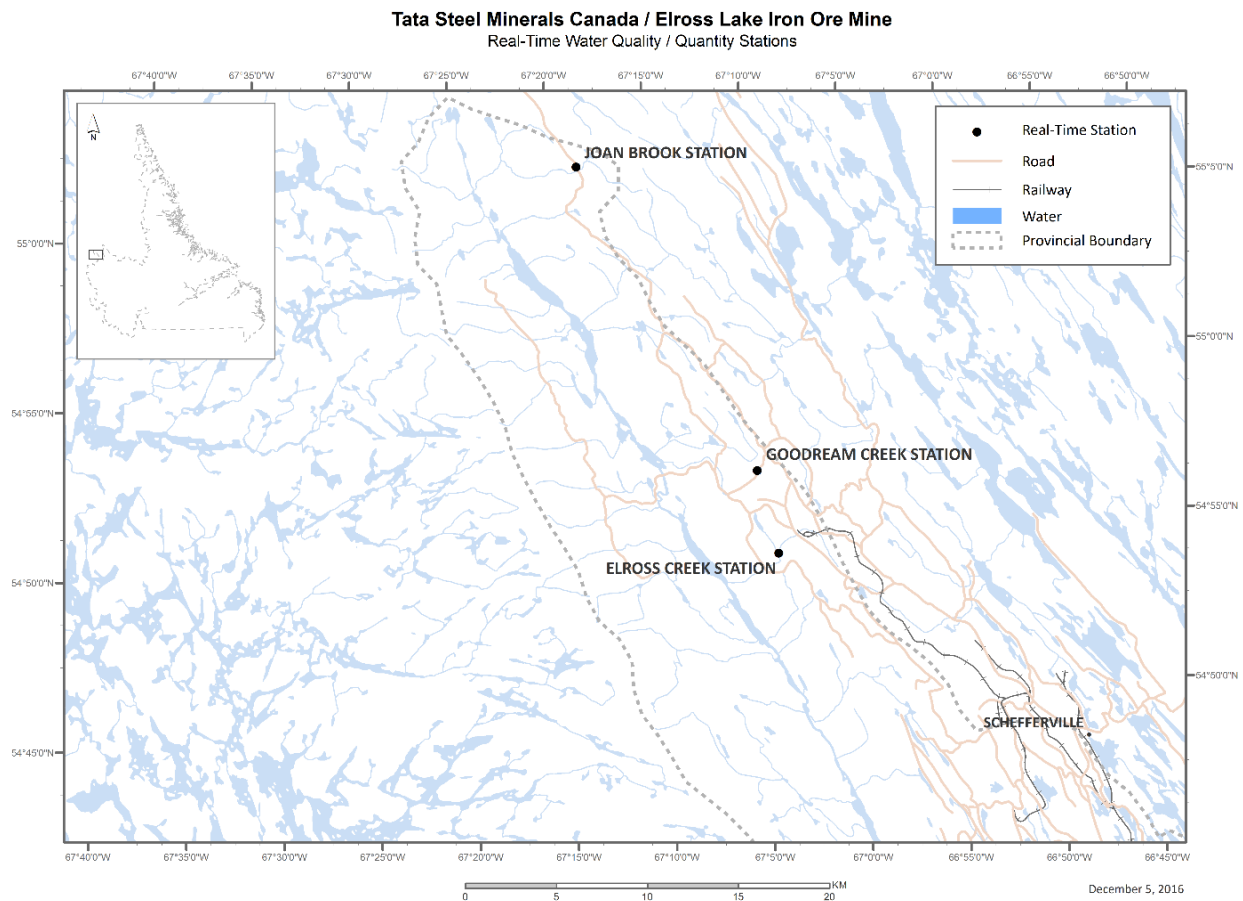 Tata Steel Minerals Canada / Elross Lake Iron Ore Mine
Real-Time Water Quality / Quantity Stations
67°40'0"W 67°35'0"W 67°30'0"W 67°25'0"W 67°20'0"W 67°15'0"W 67°10'0"W 67°5'0"W 67°0'0"W 66°55'0"W 66°50'0"W
N
Real-Time Station
Road
Railway
Water
Provincial Boundary
JOAN BROOK STATION
55°5'0"N
55°0'0"N
55°0'0"N
54°55'0"N
GOODREAM CREEK STATION
54°55'0"N
ELROSS CREEK STATION
54°50'0"N
54°50'0"N
SCHEFFERVILLE
54°45'0"N
67°40'0"W 67°35'0"W 67°30'0"W 67°25'0"W 67°20'0"W 67°15'0"W 67°10'0"W 67°5'0"W 67°0'0"W 66°55'0"W 66°50'0"W 66°45'0"W
KM
0 5 10 15 20
December 5, 2016